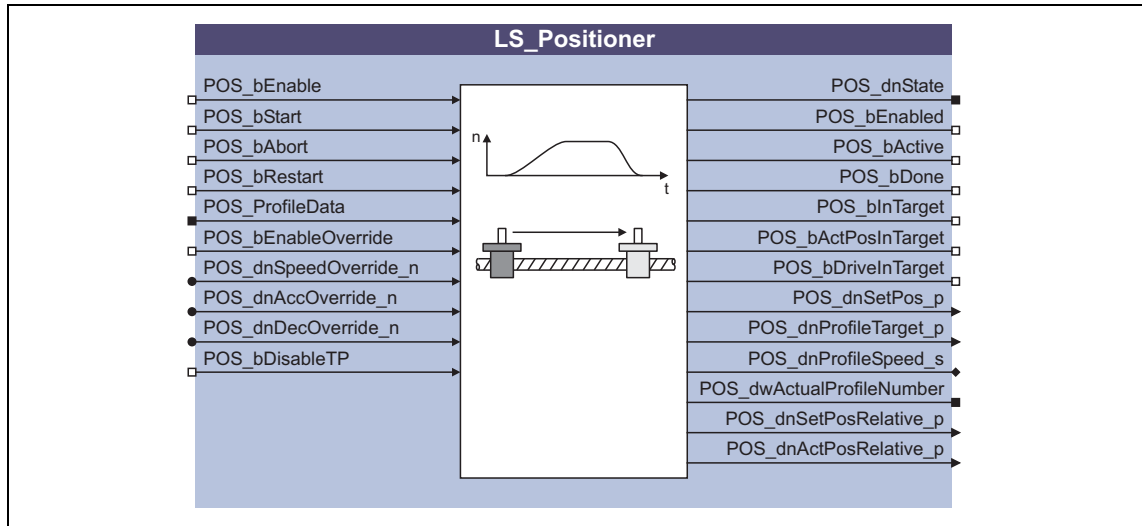 LS_Positioner
POS_bEnable
POS_bStart
POS_bAbort
POS_bRestart
POS_ProfileData
POS_bEnableOverride
POS_dnSpeedOverride_n
POS_dnAccOverride_n
POS_dnDecOverride_n
POS_bDisableTP
n
t
POS_dnState
POS_bEnabled
POS_bActive
POS_bDone
POS_bInTarget
POS_bActPosInTarget
POS_bDriveInTarget
POS_dnSetPos_p
POS_dnProfileTarget_p
POS_dnProfileSpeed_s
POS_dwActualProfileNumber
POS_dnSetPosRelative_p
POS_dnActPosRelative_p